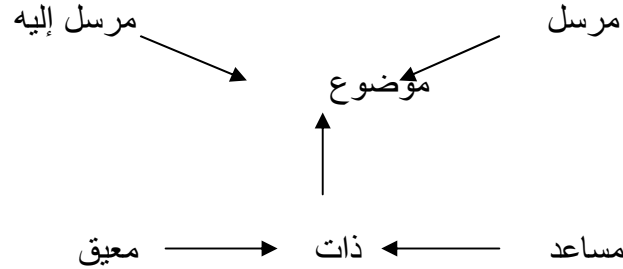 مرسل مرسل إليه
موضوع
مساعد ذات معيق